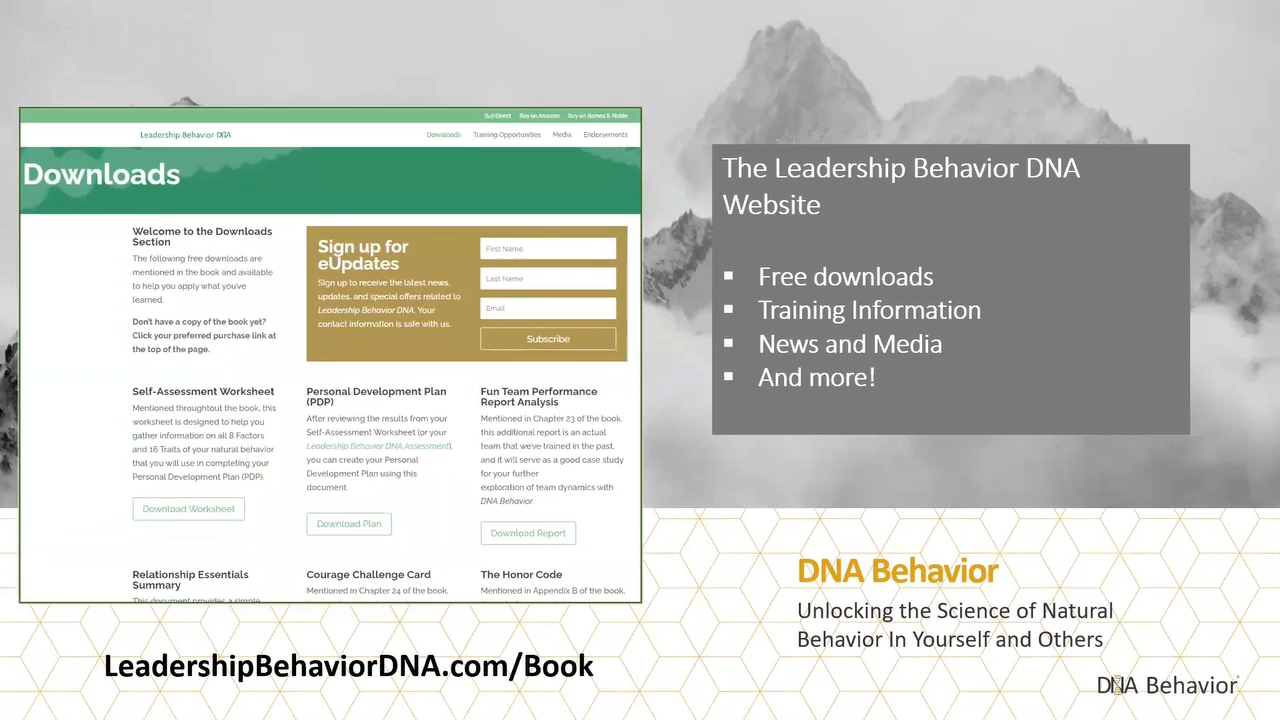 Buy Direct Buy on Amazon Buy on Barnes & Noble
Leadership Behavior DNA
Downloads Training Opportunities Media Endorsements
Downloads
Welcome to the Downloads
Section
The following free downloads are
mentioned in the book and available
to help you apply what you've
learned.
Don't have a copy of the book yet?
Click your preferred purchase link at
the top of the page.
Sign up for
eUpdates
Sign up to receive the latest news,
updates, and special offers related to
Leadership Behavior DNA. Your
contact information is safe with us.
First Name
Last Name
Email
Subscribe
Self-Assessment Worksheet
Mentioned throughtout the book, this
worksheet is designed to help you
gather information on all 8 Factors
and 16 Traits of your natural behavior
that you will use in completing your
Personal Development Plan (PDP).
Download Worksheet
Personal Development Plan
(PDP)
After reviewing the results from your
Self-Assessment Worksheet (or your
Leadership Behavior DNA Assessment),
you can create your Personal
Development Plan using this
document.
Download Plan
Fun Team Performance
Report Analysis
Mentioned in Chapter 23 of the book,
this additional report is an actual
team that we've trained in the past,
and it will serve as a good case study
for your further
exploration of team dynamics with
DNA Behavior
Download Report
Relationship Essentials
Summary
This document provides a simple
Courage Challenge Card
Mentioned in Chapter 24 of the book,
The Honor Code
Mentioned in Appendix B of the book,
LeadershipBehaviorDNA.com/Book
The Leadership Behavior DNA
Website
▪ Free downloads
▪ Training Information
▪ News and Media
▪ And more!
DNA Behavior
Unlocking the Science of Natural
Behavior In Yourself and Others
DNA Behavior